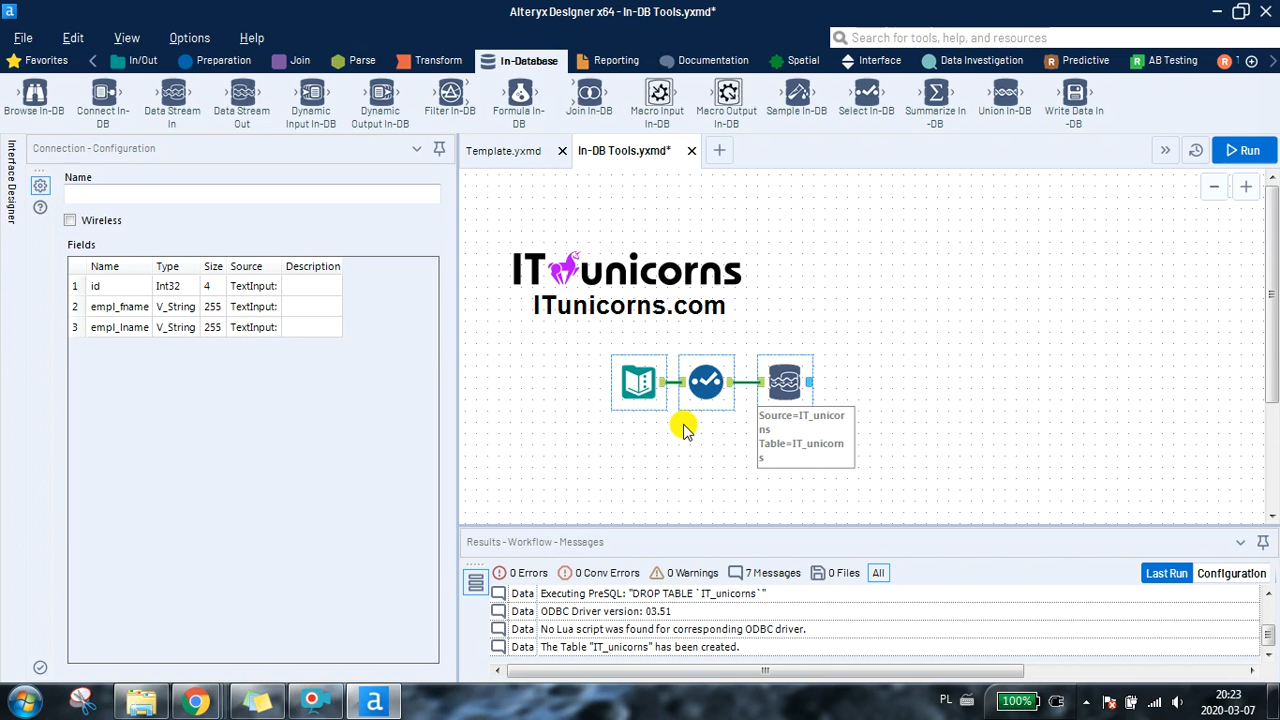 Alteryx Designer x64 - In-DB Tools.yxmd*
File Edit View Options Help
Search for tools, help, and resources
Favorites In/Out Preparation Join Parse Transform In-Database Reporting Documentation Spatial Interface Data Investigation Predictive AB Testing
Browse In-DB Connect In-DB Data Stream In Data Stream Out Dynamic Input In-DB Dynamic Output In-DB Filter In-DB Formula In-DB Join In-DB Macro Input In-DB Macro Output In-DB Sample In-DB Select In-DB Summarize In-DB Union In-DB Write Data In-DB
Interface Designer
Connection - Configuration
Template.yxmd In-DB Tools.yxmd* Run
Name
Wireless
Fields
Name Type Size Source Description
1 id Int32 4 TextInput:
2 empl_fname V_String 255 TextInput:
3 empl_lname V_String 255 TextInput:
IT unicorns
ITunicorns.com
Source=IT_unicor
ns
Table=IT_unicorn
s
Results - Workflow - Messages
0 Errors 0 Conv Errors 0 Warnings 7 Messages 0 Files All Last Run Configuration
Data Executing PreSQL: "DROP TABLE `IT_unicorns`"
Data ODBC Driver version: 03.51
Data No Lua script was found for corresponding ODBC driver.
Data The Table "IT_unicorns" has been created.
PL 100% 20:23
2020-03-07